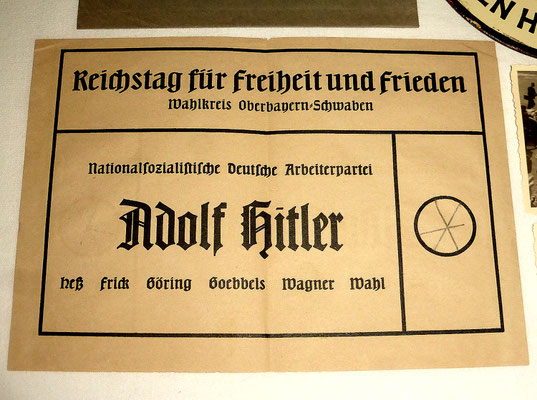 EN H
Reichstag für Freiheit und Frieden
Wahlkreis Oberbayern-Schwaben
Nationalsozialistische Deutsche Arbeiterpartei
Adolf Hitler
Heß Frick Göring Goebbels Wagner Wahl